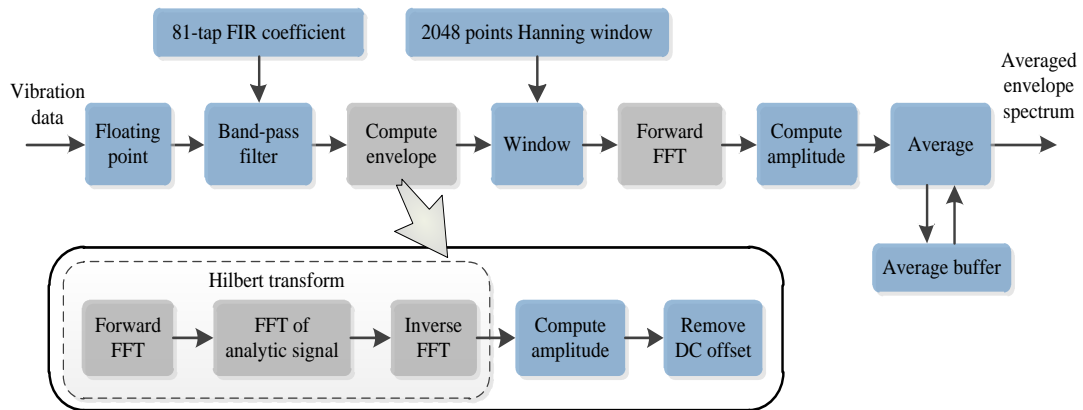 81-tap FIR coefficient
2048 points Hanning window
Vibration
data
Averaged
envelope
spectrum
Floating
point
Band-pass
filter
Compute
envelope
Window
Forward
FFT
Compute
amplitude
Average
Average buffer
Hilbert transform
Forward
FFT
FFT of
analytic signal
Inverse
FFT
Compute
amplitude
Remove
DC offset